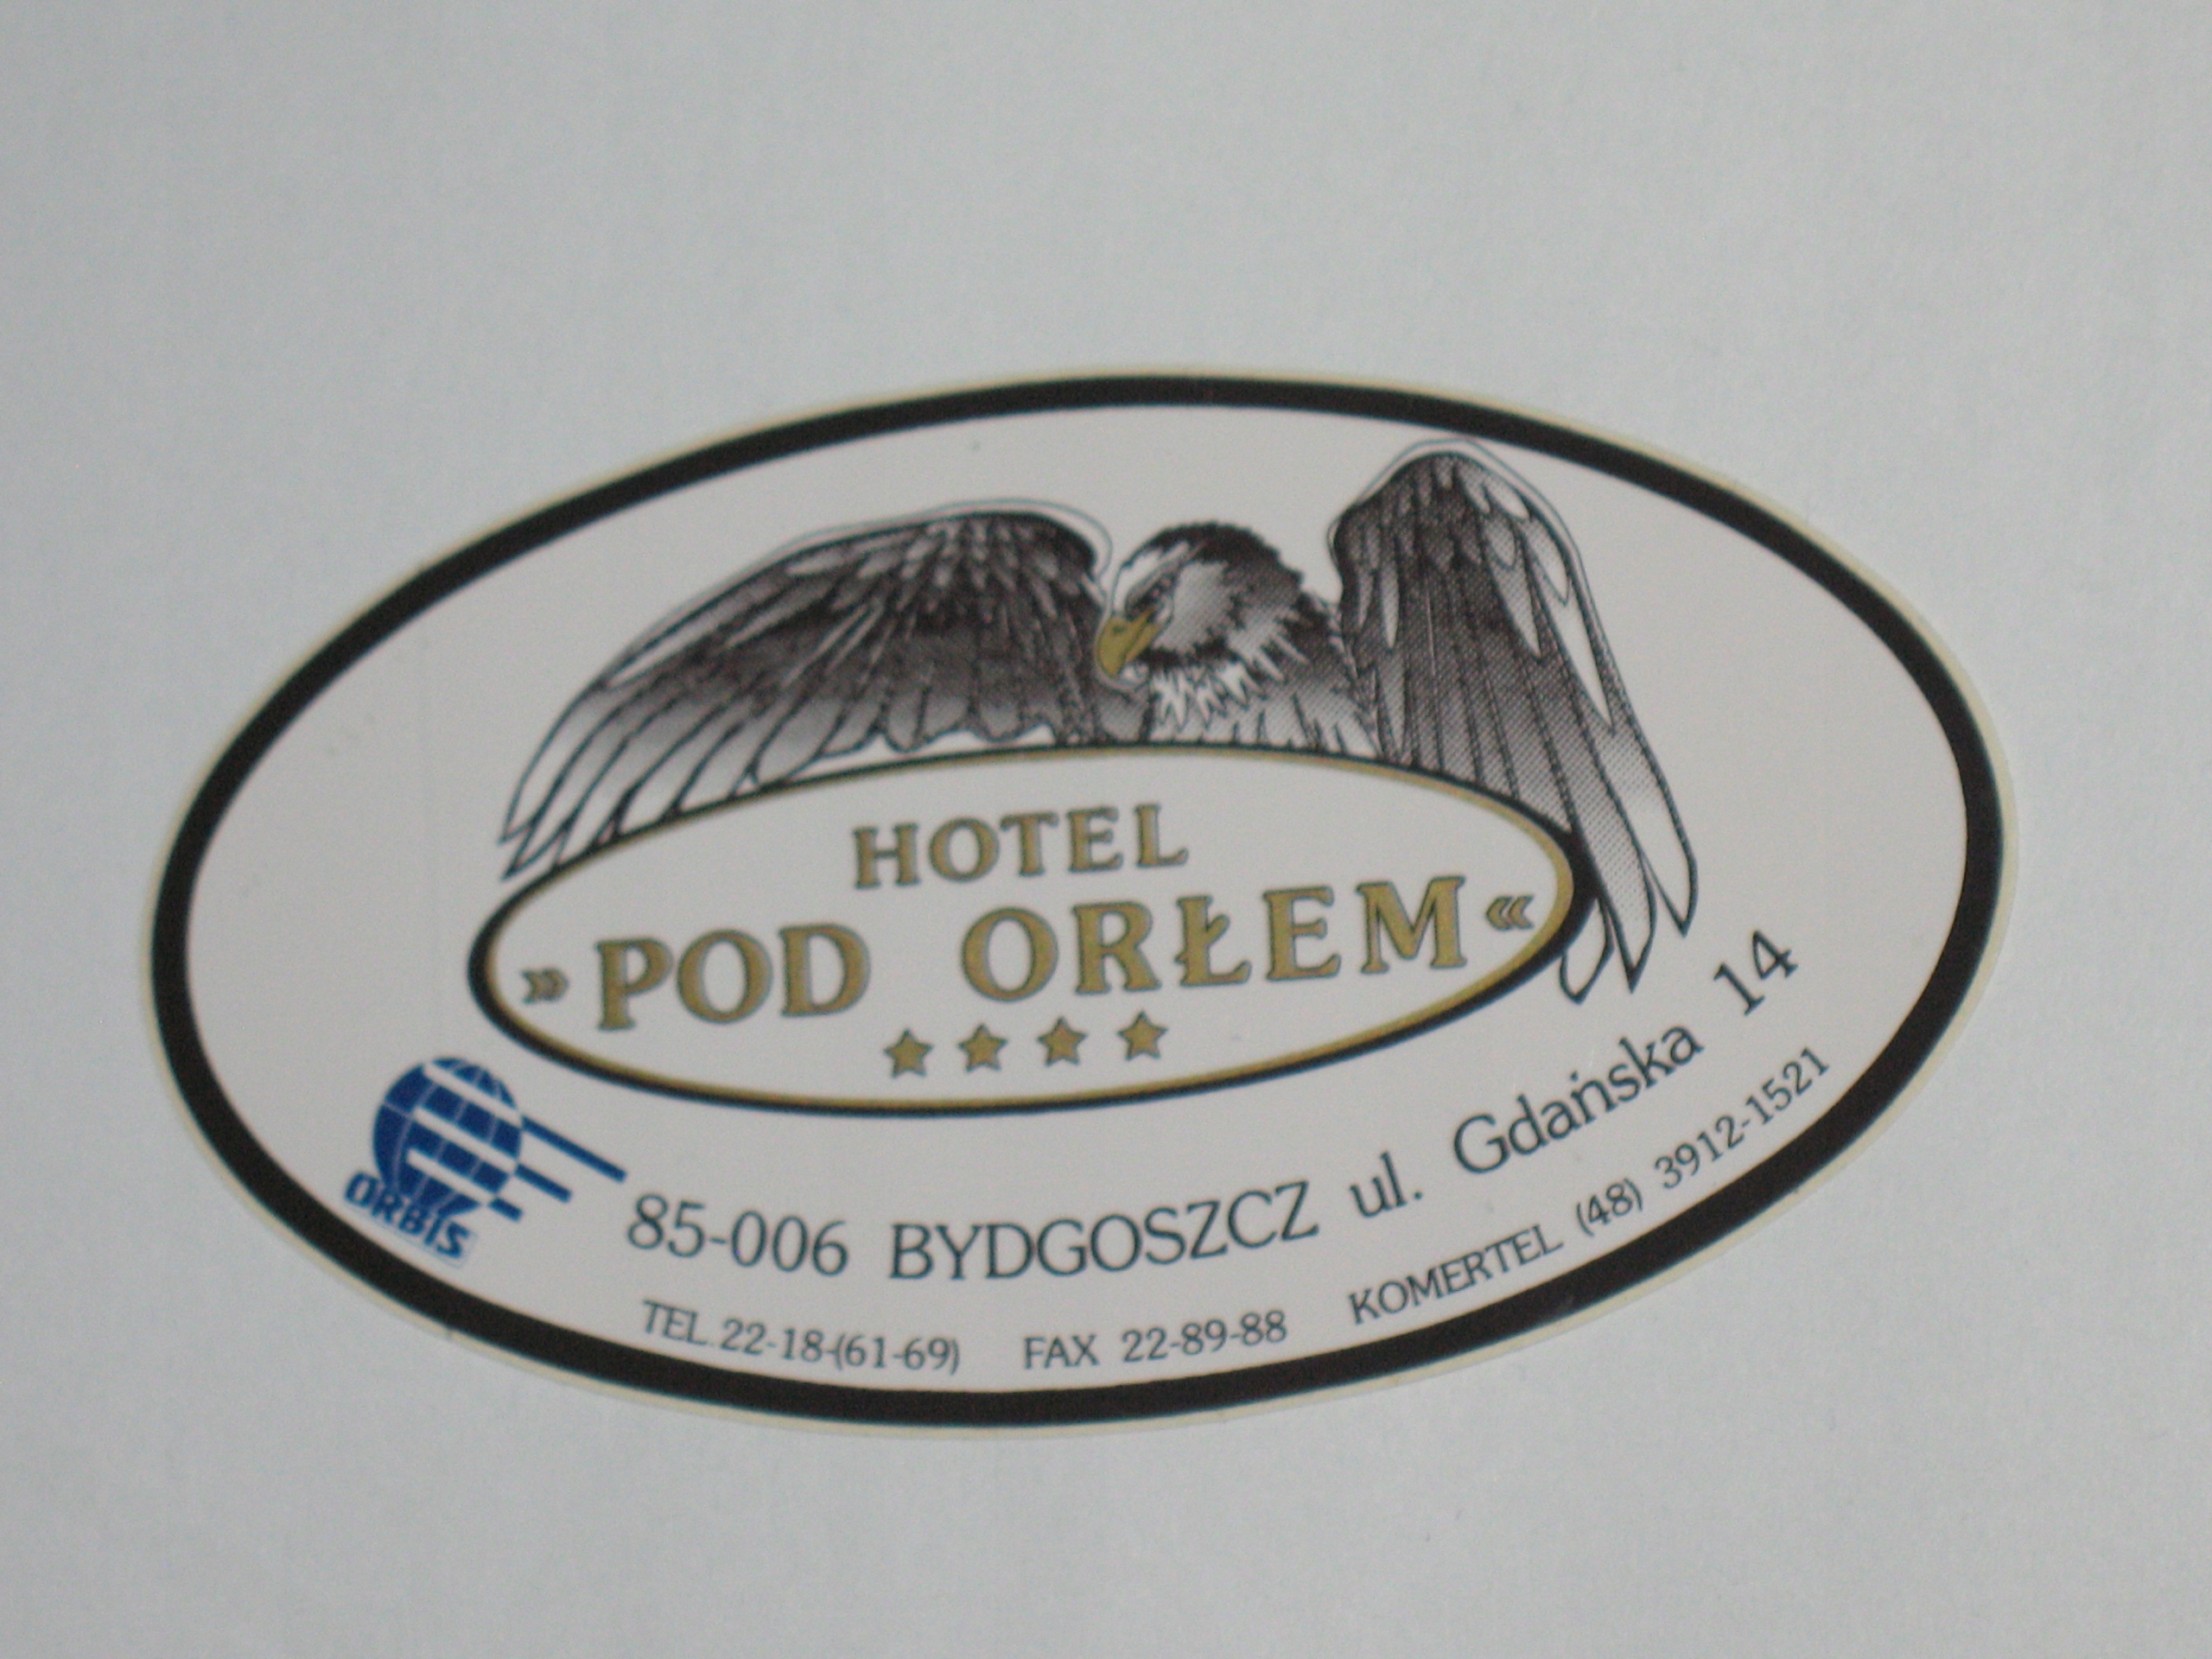 HOTEL
»POD ORŁEM«
ORBIS
85-006 BYDGOSZCZ ul. Gdańska 14
TEL.22-18-(61-69) FAX 22-89-88 KOMERTEL (48) 3912-1521